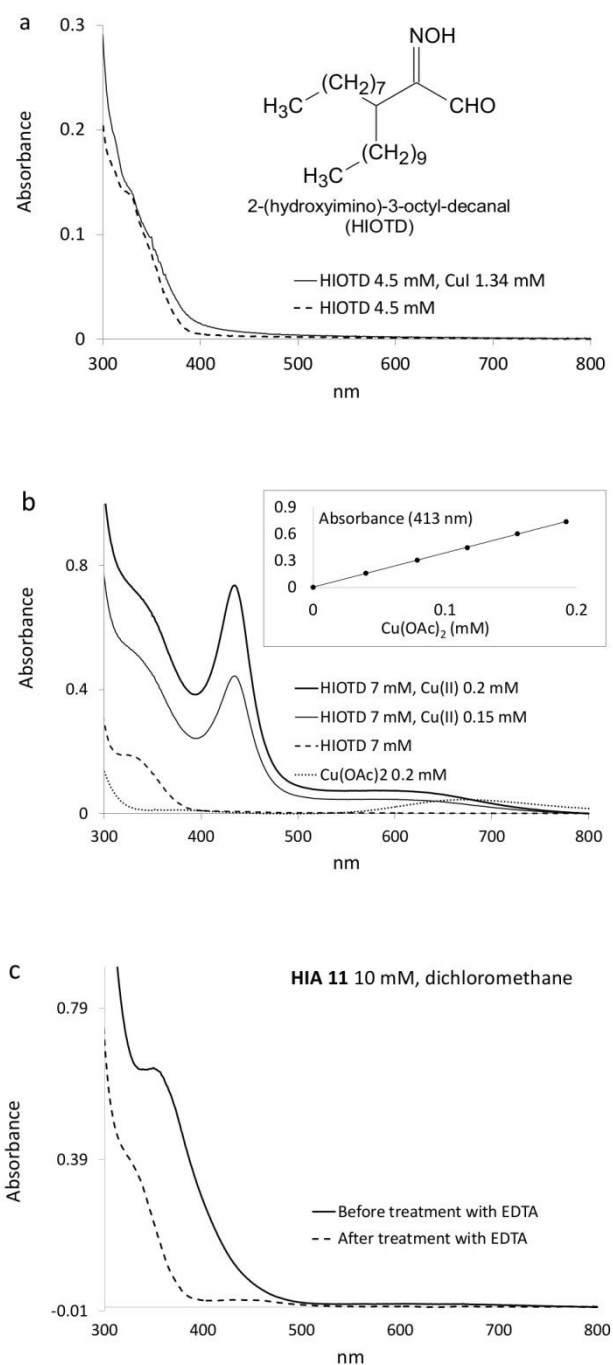 a
0.3
0.2
0.1
0
Absorbance
NOH
(CH2)7
H3C
CHO
(CH2)9
H3C
2-(hydroxyimino)-3-octyl-decanal
(HIOTD)
HIOTD 4.5 mM, CuI 1.34 mM
HIOTD 4.5 mM
300 400 500 600 700 800
nm
b
0.8
0.4
0
Absorbance
0.9
0.6
0.3
0
Absorbance (413 nm)
0 0.1 0.2
Cu(OAc)2 (mM)
HIOTD 7 mM, Cu(II) 0.2 mM
HIOTD 7 mM, Cu(II) 0.15 mM
HIOTD 7 mM
Cu(OAc)2 0.2 mM
300 400 500 600 700 800
nm
c
HIA 11 10 mM, dichloromethane
0.79
0.39
-0.01
Absorbance
Before treatment with EDTA
After treatment with EDTA
300 400 500 600 700 800
nm